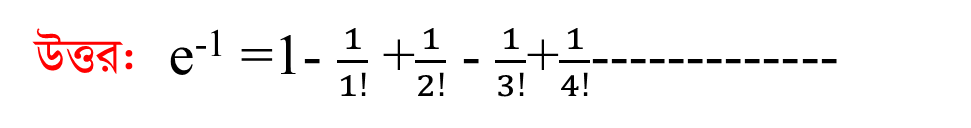 উত্তরঃ e⁻¹ =1- 1/1! + 1/2! - 1/3! + 1/4! -------------